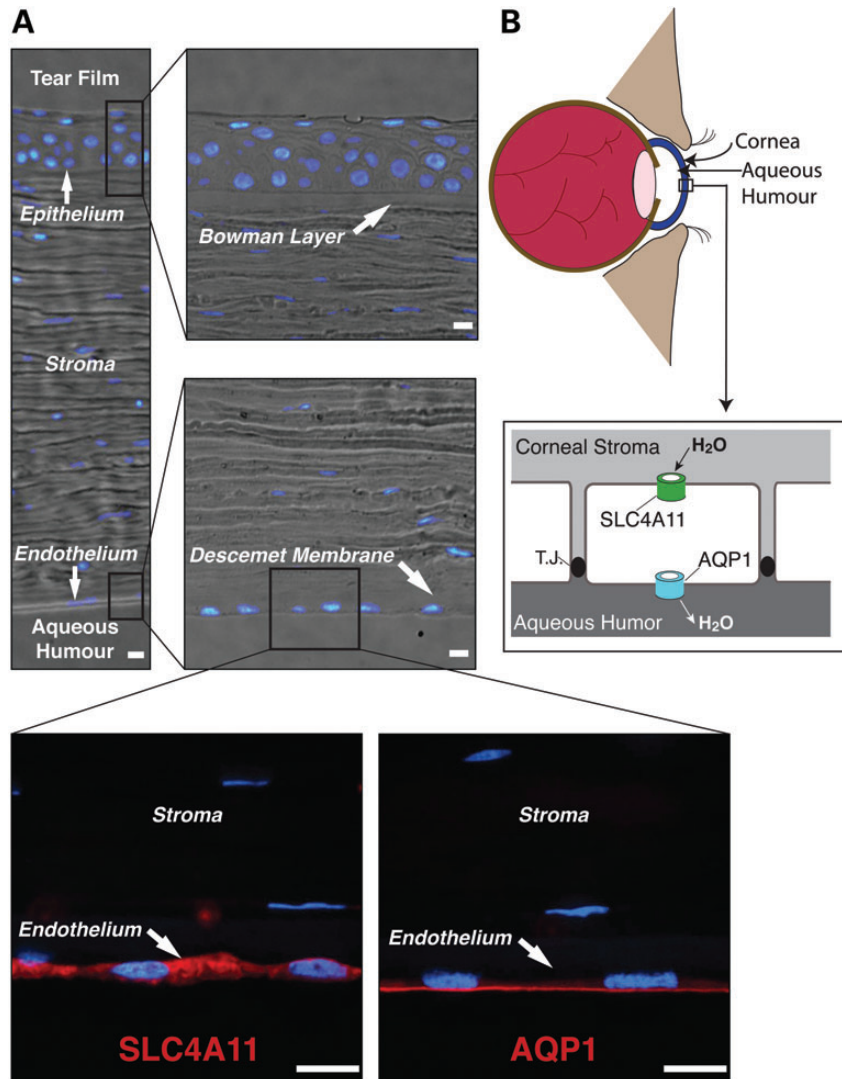 A
Tear Film
Epithelium
Stroma
Endothelium
Aqueous
Humour
Bowman Layer
Descemet Membrane
Stroma
Endothelium
SLC4A11
Stroma
Endothelium
AQP1
B
Cornea
Aqueous
Humour
Corneal Stroma
H₂O
SLC4A11
T.J.
AQP1
Aqueous Humor
H₂O